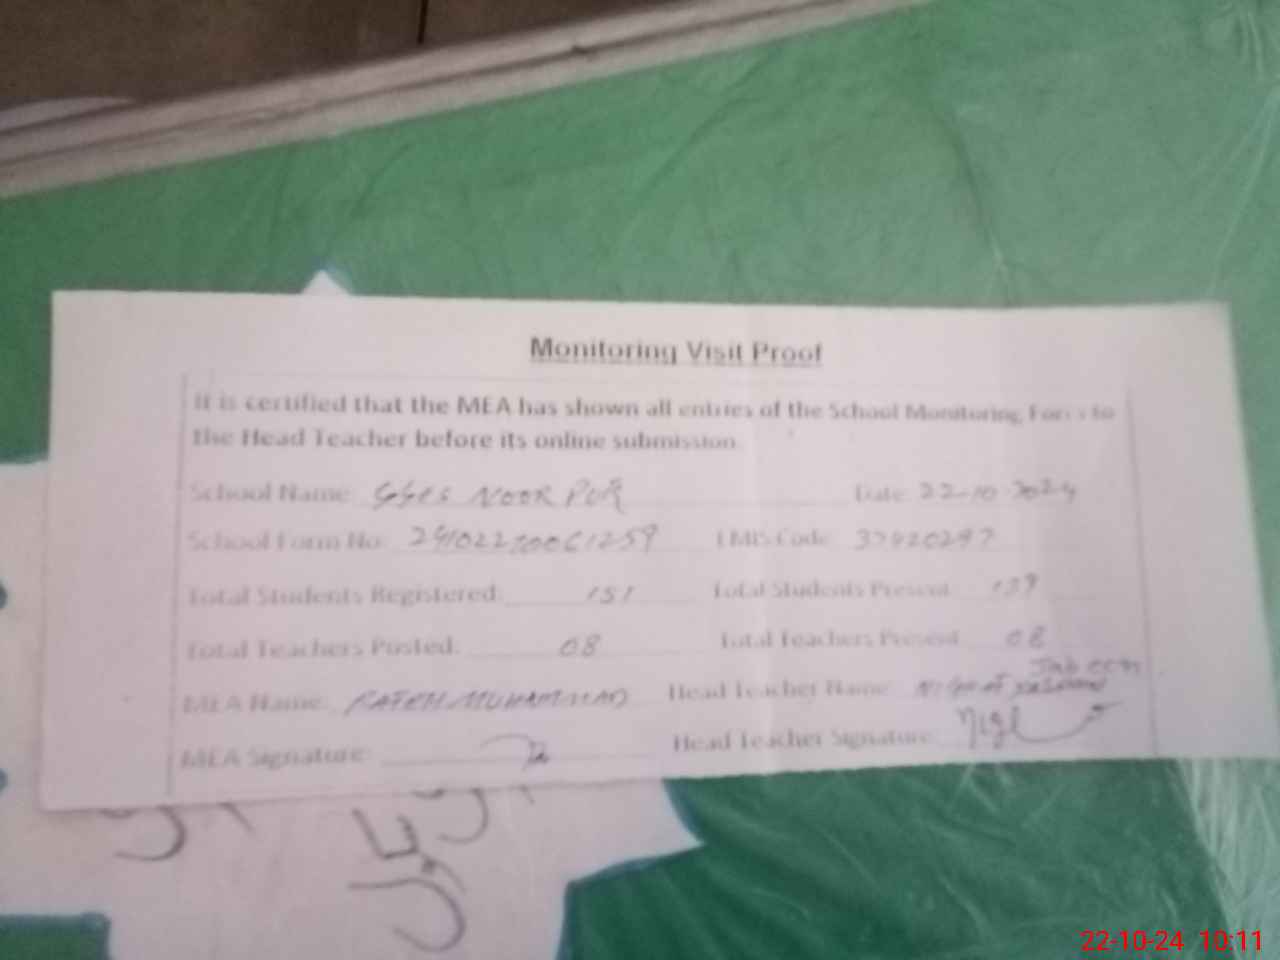 Monitoring Visit Proof
It is certified that the MEA has shown all entries of the School Monitoring Form to
the Head Teacher before its online submission.
School Name: GGES NOOR PUR Date: 22-10-2024
School Form No: EMIS Code: 37420297
Total Students Registered: 151 Total Students Present: 139
Total Teachers Posted: 08 Total Teachers Present: 08
MEA Name: FATEH MUHAMMAD Head Teacher Name:
MEA Signature: Head Teacher Signature:
22-10-24 10:11